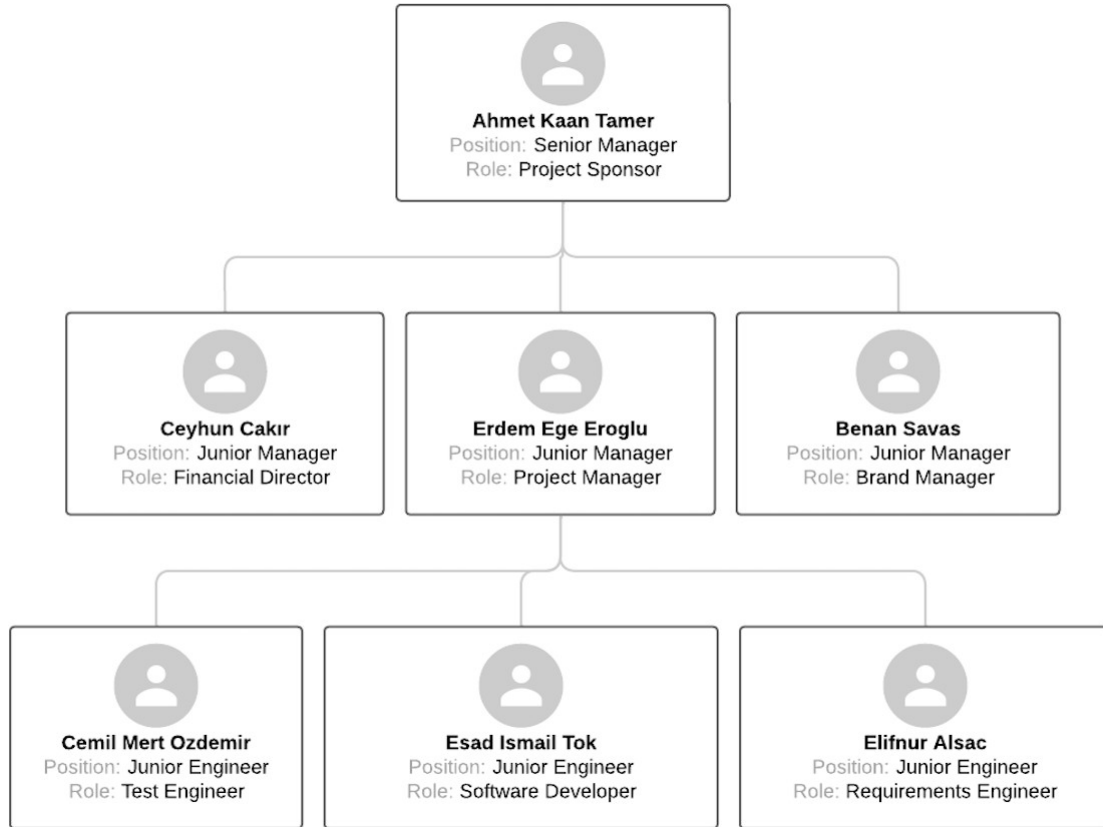 Ahmet Kaan Tamer
Position: Senior Manager
Role: Project Sponsor
Ceyhun Cakır
Position: Junior Manager
Role: Financial Director
Erdem Ege Eroglu
Position: Junior Manager
Role: Project Manager
Benan Savas
Position: Junior Manager
Role: Brand Manager
Cemil Mert Ozdemir
Position: Junior Engineer
Role: Test Engineer
Esad Ismail Tok
Position: Junior Engineer
Role: Software Developer
Elifnur Alsac
Position: Junior Engineer
Role: Requirements Engineer